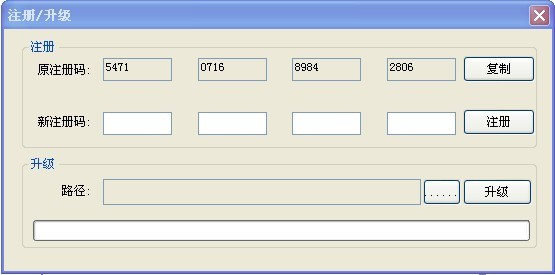 注册/升级
注册
原注册码: 5471 0716 8984 2806 复制
新注册码: 注册
升级
路径: ...... 升级